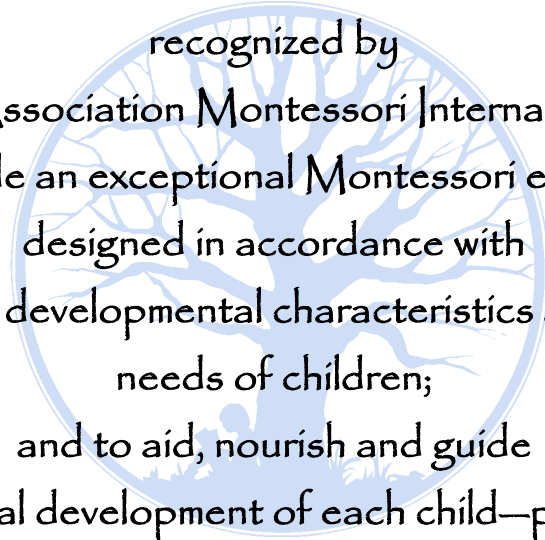 recognized by
Association Montessori Interna
le an exceptional Montessori e
designed in accordance with
developmental characteristics
needs of children;
and to aid, nourish and guide
al development of each child—p